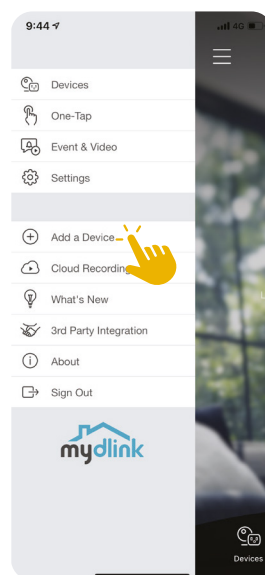 9:44
4G
Devices
One-Tap
Event & Video
Settings
Add a Device
Cloud Recording
What's New
3rd Party Integration
About
Sign Out
mydlink
Devices